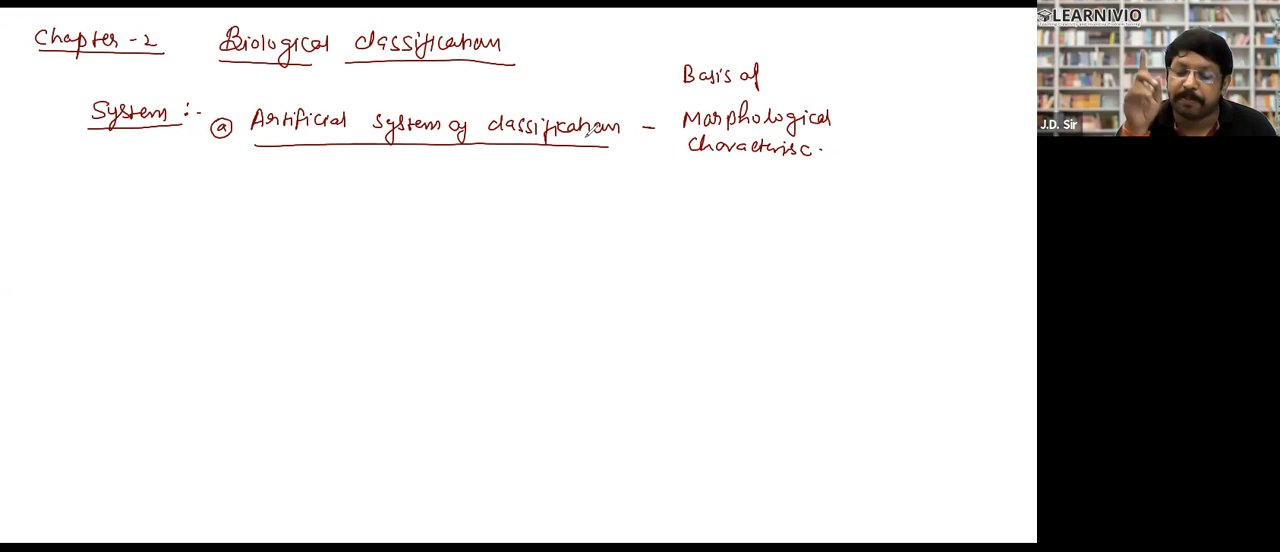 Chapter - 2 Biological classification
System :- (a) Artificial system of classification - Basis of
Morphological
characterisc.
LEARNIVIO
J.D. Sir